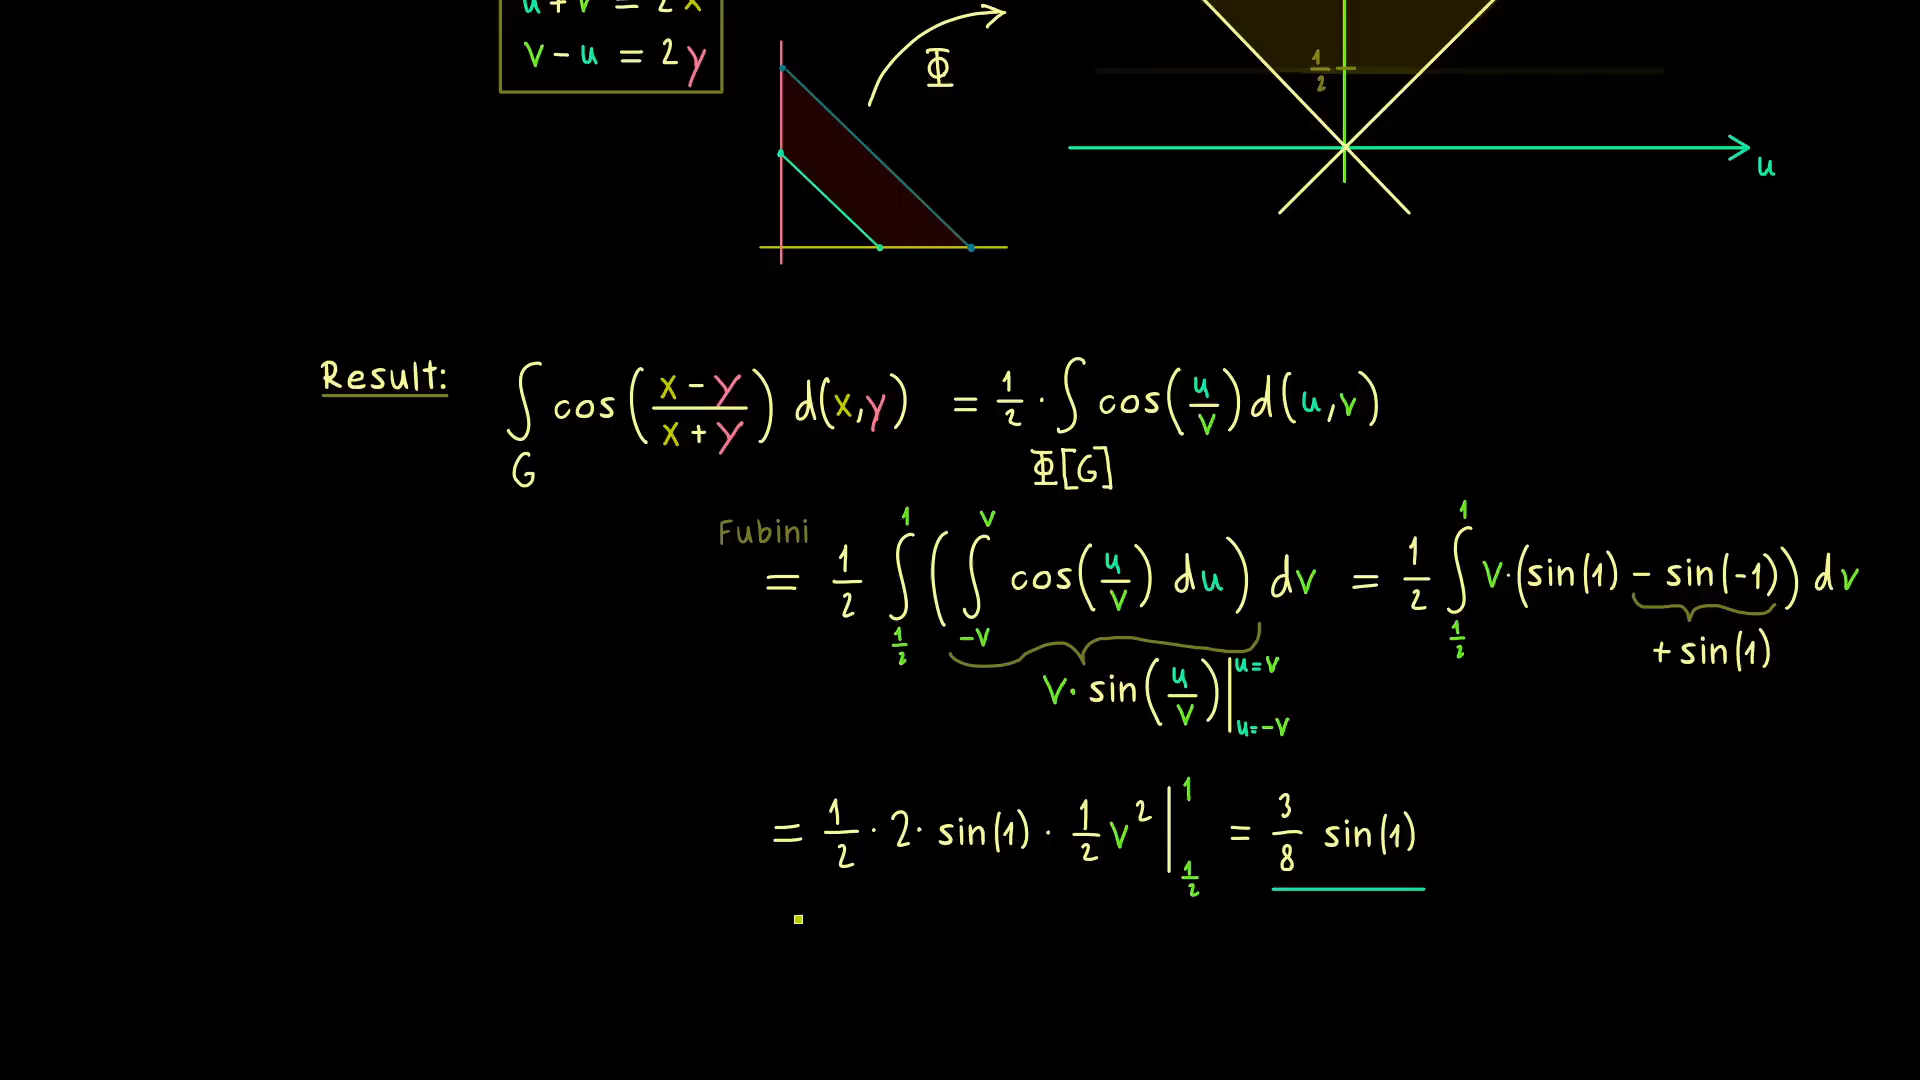 u + v = 2x
v - u = 2y
Φ
1/2
u
Result: ∫_G cos((x-y)/(x+y)) d(x,y) = 1/2 · ∫_Φ[G] cos(u/v) d(u,v)
Fubini
= 1/2 ∫_{1/2}^{1} (∫_{-v}^{v} cos(u/v) du) dv = 1/2 ∫_{1/2}^{1} v·(sin(1) - sin(-1)) dv
+ sin(1)
v· sin(u/v) |_{u=-v}^{u=v}
= 1/2 · 2 · sin(1) · 1/2 v² |_{1/2}^{1} = 3/8 sin(1)